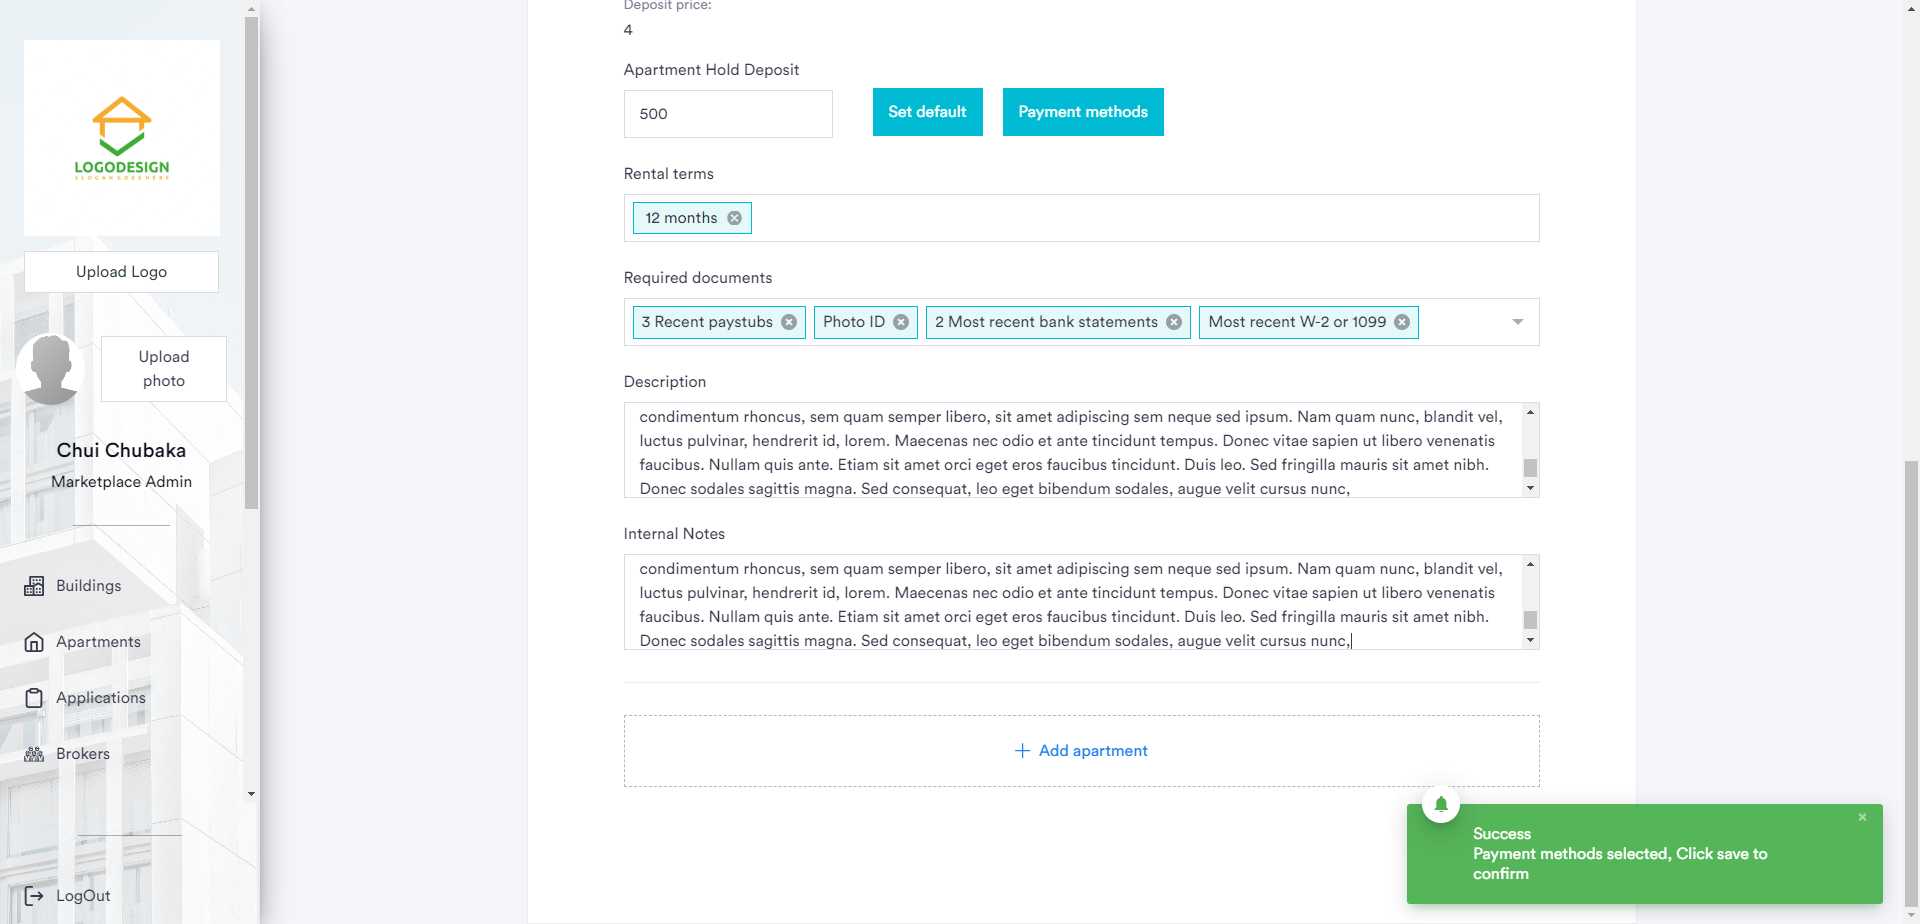 LOGODESIGN
SLOGAN GOES HERE
Upload Logo
Upload
photo
Chui Chubaka
Marketplace Admin
Buildings
Apartments
Applications
Brokers
LogOut
Deposit price:
4
Apartment Hold Deposit
500
Set default
Payment methods
Rental terms
12 months
Required documents
3 Recent paystubs
Photo ID
2 Most recent bank statements
Most recent W-2 or 1099
Description
condimentum rhoncus, sem quam semper libero, sit amet adipiscing sem neque sed ipsum. Nam quam nunc, blandit vel,
luctus pulvinar, hendrerit id, lorem. Maecenas nec odio et ante tincidunt tempus. Donec vitae sapien ut libero venenatis
faucibus. Nullam quis ante. Etiam sit amet orci eget eros faucibus tincidunt. Duis leo. Sed fringilla mauris sit amet nibh.
Donec sodales sagittis magna. Sed consequat, leo eget bibendum sodales, augue velit cursus nunc,
Internal Notes
condimentum rhoncus, sem quam semper libero, sit amet adipiscing sem neque sed ipsum. Nam quam nunc, blandit vel,
luctus pulvinar, hendrerit id, lorem. Maecenas nec odio et ante tincidunt tempus. Donec vitae sapien ut libero venenatis
faucibus. Nullam quis ante. Etiam sit amet orci eget eros faucibus tincidunt. Duis leo. Sed fringilla mauris sit amet nibh.
Donec sodales sagittis magna. Sed consequat, leo eget bibendum sodales, augue velit cursus nunc,
+ Add apartment
Success
Payment methods selected, Click save to
confirm